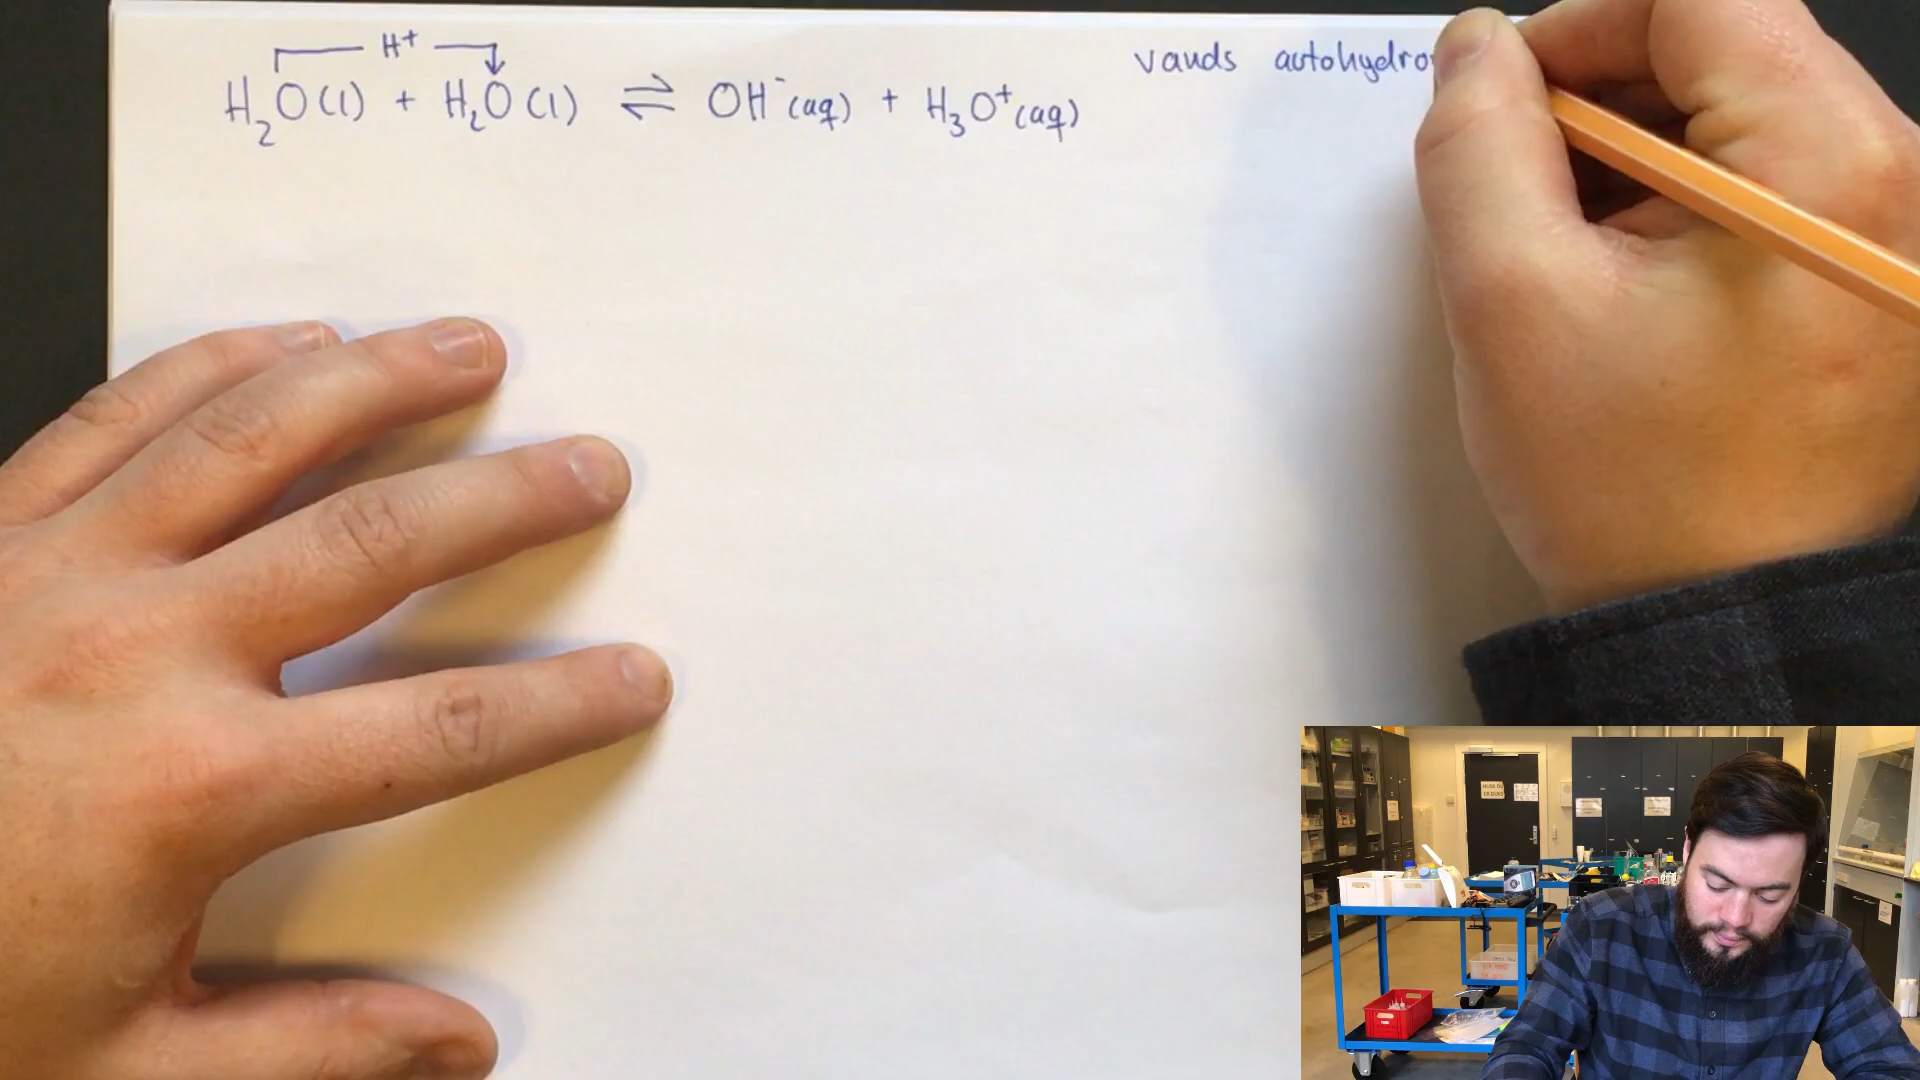 H⁺
H₂O(l) + H₂O(l) ⇌ OH⁻(aq) + H₃O⁺(aq)
vands autohydro